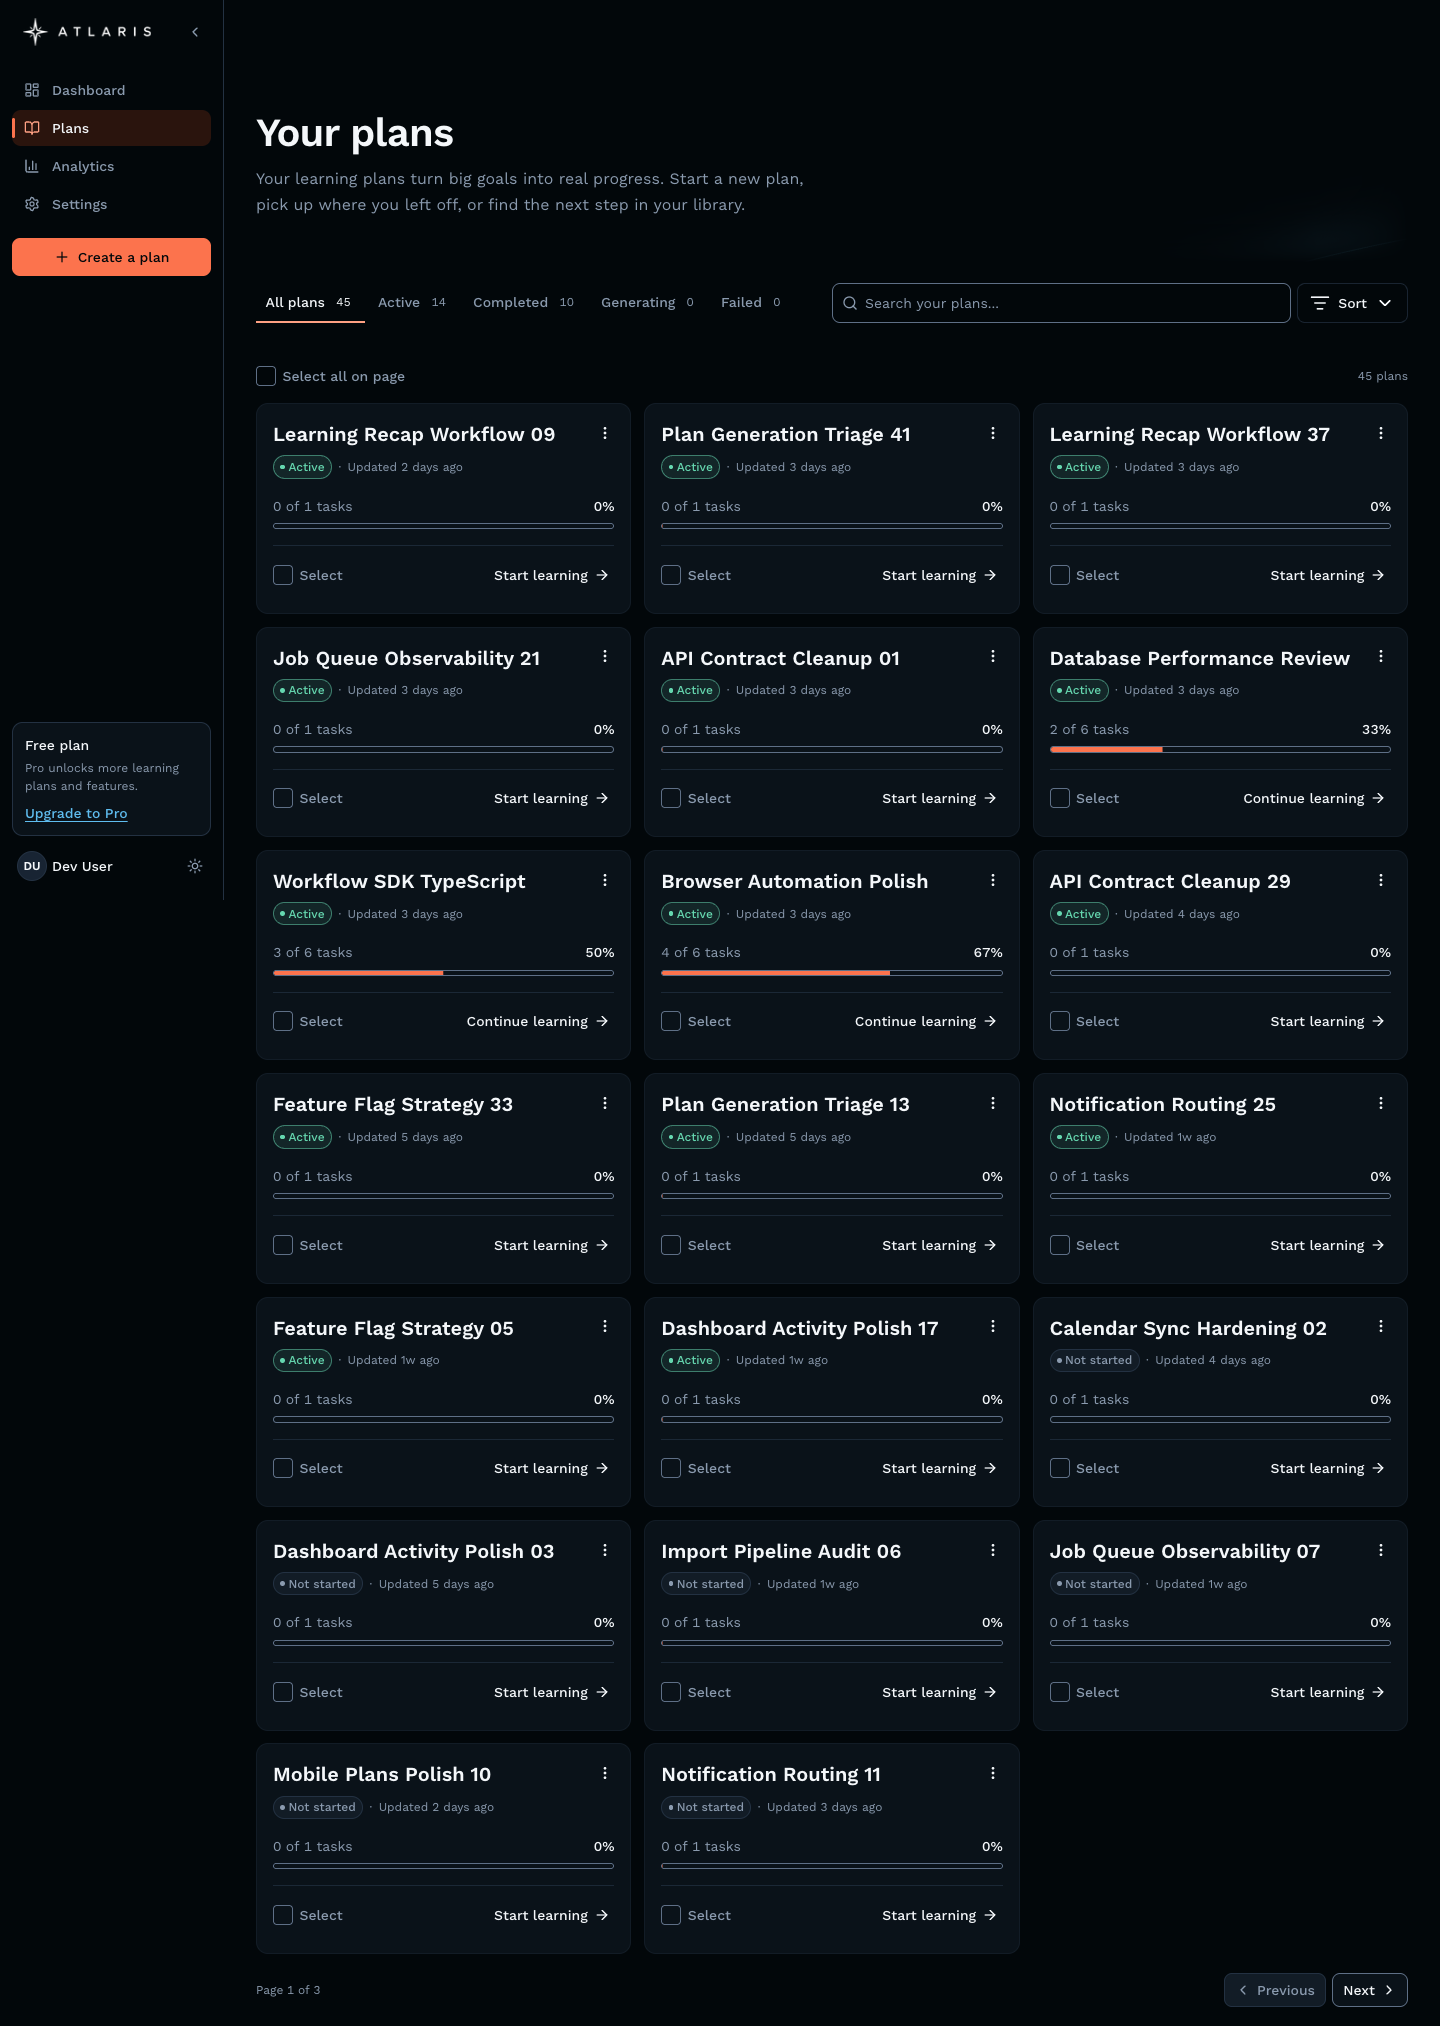 ATLARIS
Dashboard
Plans
Analytics
Settings
Create a plan
Free plan
Pro unlocks more learning
plans and features.
Upgrade to Pro
DU Dev User
Your plans
Your learning plans turn big goals into real progress. Start a new plan,
pick up where you left off, or find the next step in your library.
All plans 45 Active 14 Completed 10 Generating 0 Failed 0 Search your plans... Sort
Select all on page 45 plans
Learning Recap Workflow 09
Active · Updated 2 days ago
0 of 1 tasks 0%
Select Start learning
Plan Generation Triage 41
Active · Updated 3 days ago
0 of 1 tasks 0%
Select Start learning
Learning Recap Workflow 37
Active · Updated 3 days ago
0 of 1 tasks 0%
Select Start learning
Job Queue Observability 21
Active · Updated 3 days ago
0 of 1 tasks 0%
Select Start learning
API Contract Cleanup 01
Active · Updated 3 days ago
0 of 1 tasks 0%
Select Start learning
Database Performance Review
Active · Updated 3 days ago
2 of 6 tasks 33%
Select Continue learning
Workflow SDK TypeScript
Active · Updated 3 days ago
3 of 6 tasks 50%
Select Continue learning
Browser Automation Polish
Active · Updated 3 days ago
4 of 6 tasks 67%
Select Continue learning
API Contract Cleanup 29
Active · Updated 4 days ago
0 of 1 tasks 0%
Select Start learning
Feature Flag Strategy 33
Active · Updated 5 days ago
0 of 1 tasks 0%
Select Start learning
Plan Generation Triage 13
Active · Updated 5 days ago
0 of 1 tasks 0%
Select Start learning
Notification Routing 25
Active · Updated 1w ago
0 of 1 tasks 0%
Select Start learning
Feature Flag Strategy 05
Active · Updated 1w ago
0 of 1 tasks 0%
Select Start learning
Dashboard Activity Polish 17
Active · Updated 1w ago
0 of 1 tasks 0%
Select Start learning
Calendar Sync Hardening 02
Not started · Updated 4 days ago
0 of 1 tasks 0%
Select Start learning
Dashboard Activity Polish 03
Not started · Updated 5 days ago
0 of 1 tasks 0%
Select Start learning
Import Pipeline Audit 06
Not started · Updated 1w ago
0 of 1 tasks 0%
Select Start learning
Job Queue Observability 07
Not started · Updated 1w ago
0 of 1 tasks 0%
Select Start learning
Mobile Plans Polish 10
Not started · Updated 2 days ago
0 of 1 tasks 0%
Select Start learning
Notification Routing 11
Not started · Updated 3 days ago
0 of 1 tasks 0%
Select Start learning
Page 1 of 3 Previous Next